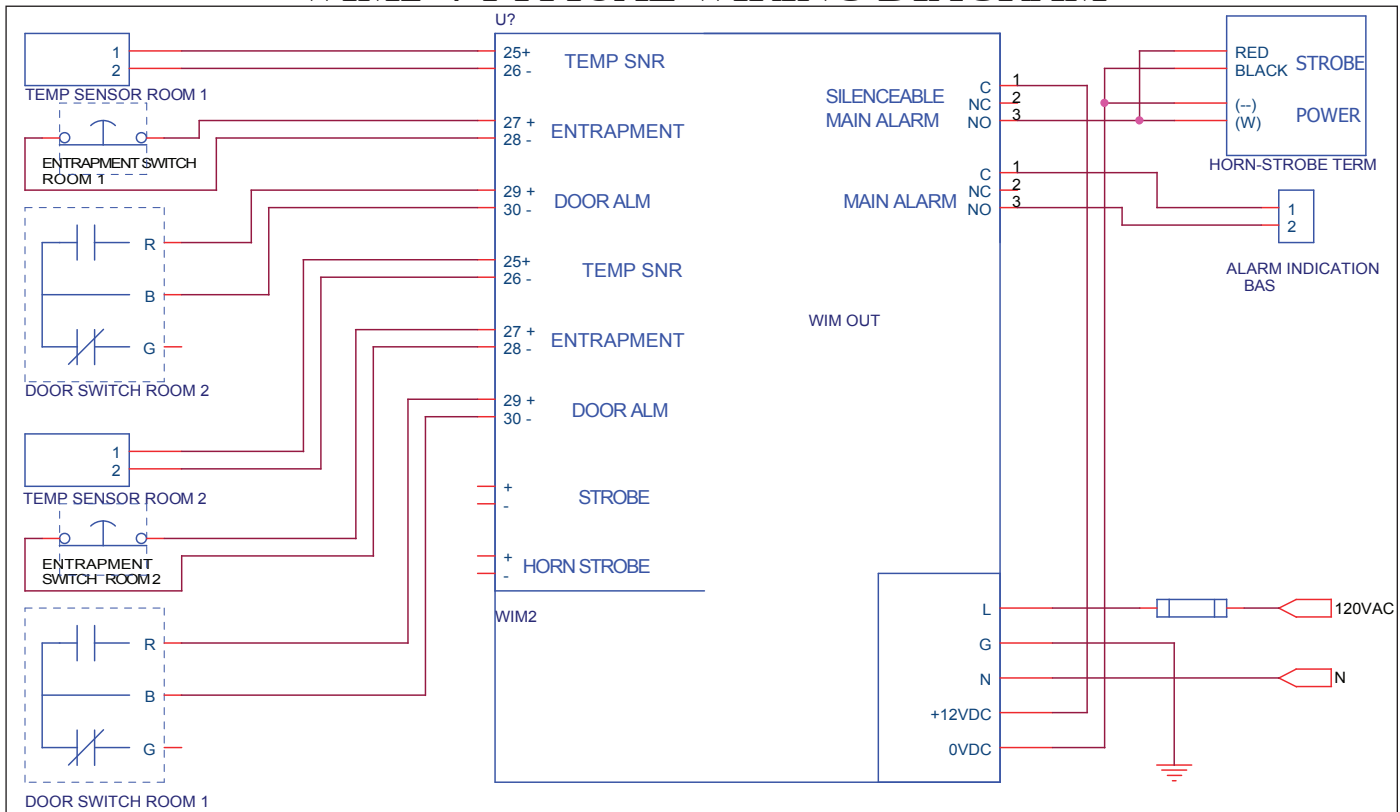 U?
1
2
TEMP SENSOR ROOM 1
ENTRAPMENT SWITCH
ROOM 1
R
B
G
DOOR SWITCH ROOM 2
1
2
TEMP SENSOR ROOM 2
ENTRAPMENT
SWITCH ROOM 2
R
B
G
DOOR SWITCH ROOM 1
25+
26 -
TEMP SNR
27 +
28 -
ENTRAPMENT
29 +
30 -
DOOR ALM
25+
26 -
TEMP SNR
27 +
28 -
ENTRAPMENT
29 +
30 -
DOOR ALM
+
-
STROBE
+
-
HORN STROBE
WIM2
WIM OUT
SILENCEABLE
MAIN ALARM
C 1
NC 2
NO 3
MAIN ALARM
C 1
NC 2
NO 3
L
G
N
+12VDC
0VDC
RED
BLACK
STROBE
(--)
(W)
POWER
HORN-STROBE TERM
1
2
ALARM INDICATION
BAS
120VAC
N